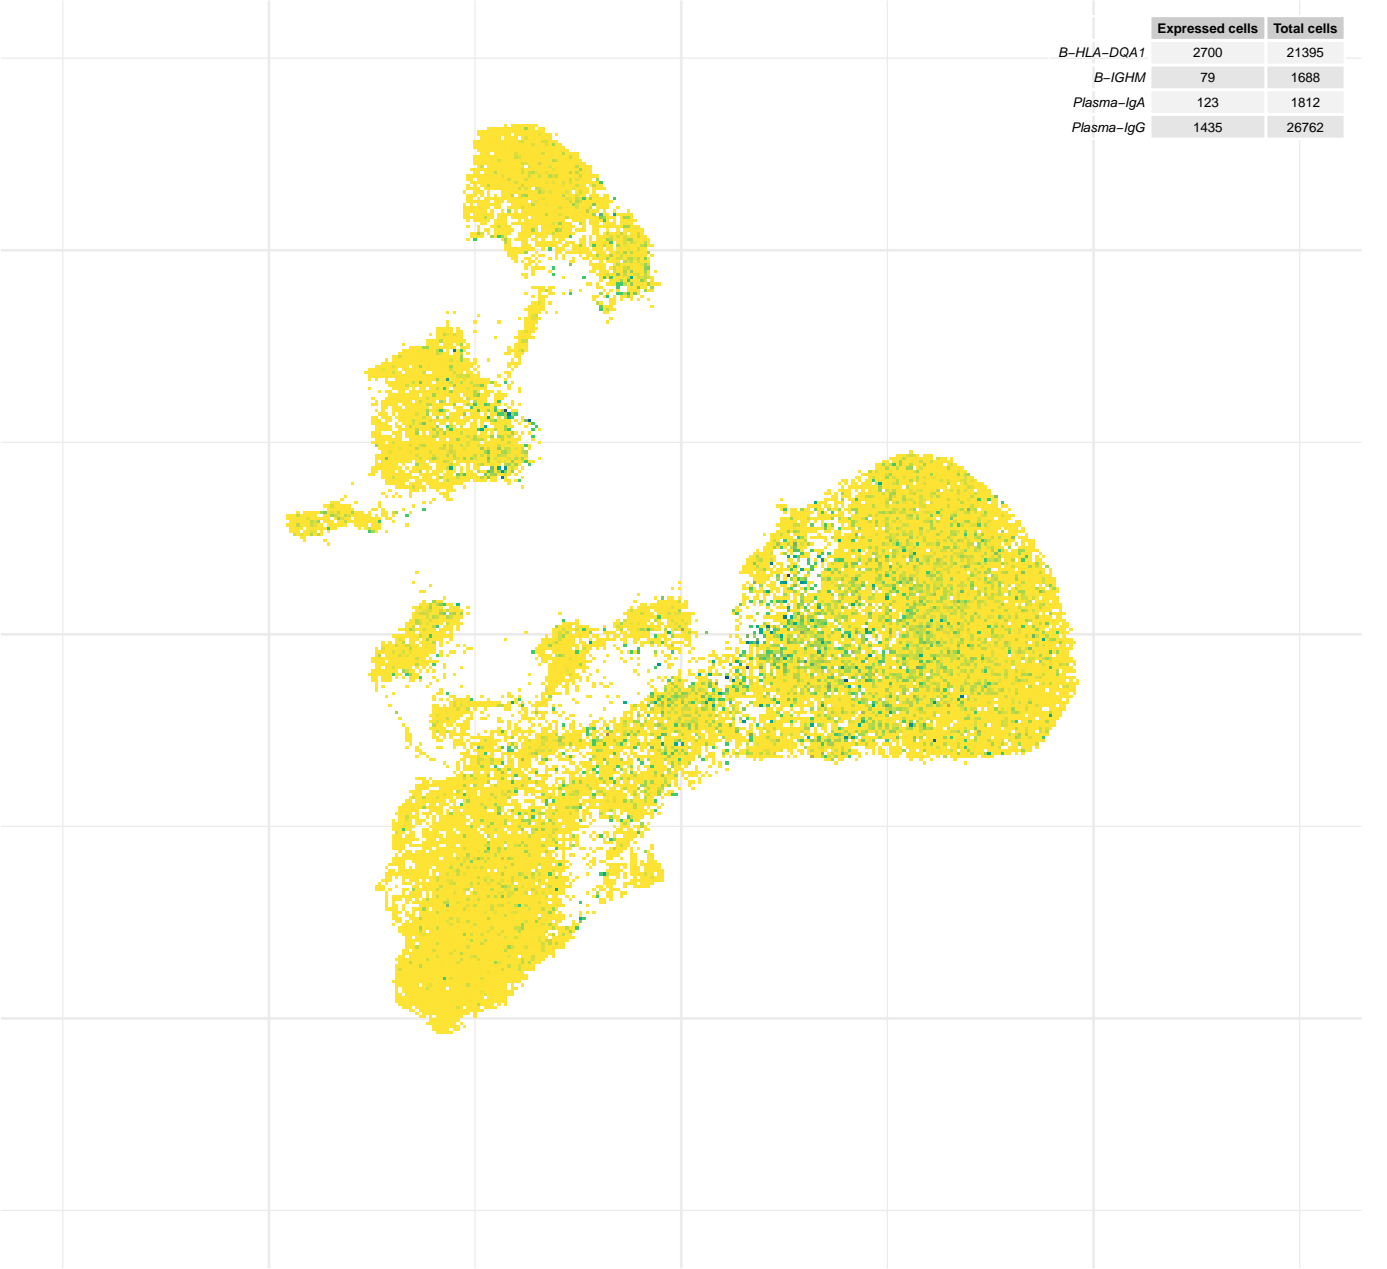 Expressed cells Total cells
B−HLA−DQA1 2700 21395
B−IGHM 79 1688
Plasma−IgA 123 1812
Plasma−IgG 1435 26762